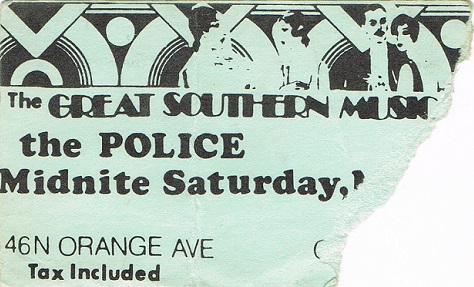 The GREAT SOUTHERN MUSIC
the POLICE
Midnite Saturday,
46N ORANGE AVE
Tax Included